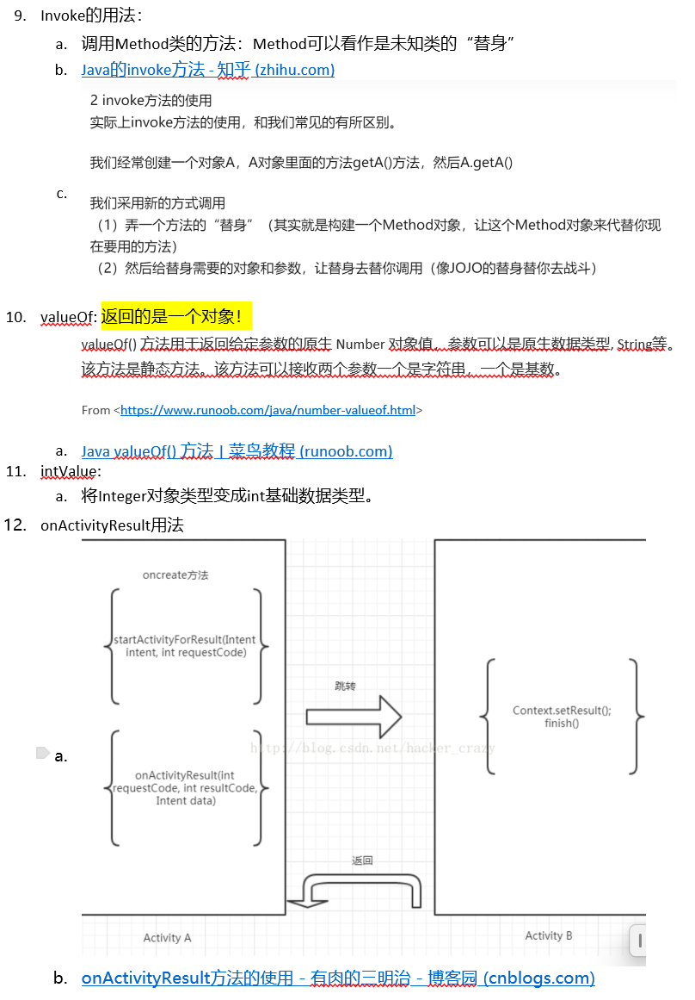 9. Invoke的用法：
a. 调用Method类的方法：Method可以看作是未知类的“替身”
b. Java的invoke方法 - 知乎 (zhihu.com)
c.
2 invoke方法的使用
实际上invoke方法的使用，和我们常见的有所区别。
我们经常创建一个对象A，A对象里面的方法getA()方法，然后A.getA()
我们采用新的方式调用
（1）弄一个方法的“替身”（其实就是构建一个Method对象，让这个Method对象来代替你现
在要用的方法）
（2）然后给替身需要的对象和参数，让替身去替你调用（像JOJO的替身替你去战斗）
10. valueOf: 返回的是一个对象！
valueOf() 方法用于返回给定参数的原生 Number 对象值，参数可以是原生数据类型, String等。
该方法是静态方法。该方法可以接收两个参数一个是字符串，一个是基数。
From <https://www.runoob.com/java/number-valueof.html>
a. Java valueOf() 方法 | 菜鸟教程 (runoob.com)
11. intValue:
a. 将Integer对象类型变成int基础数据类型。
12. onActivityResult用法
a.
oncreate方法
startActivityForResult(Intent
intent, int requestCode)
跳转
Context.setResult();
finish()
http://blog.csdn.net/hacker_crazy
onActivityResult(int
requestCode, int resultCode,
Intent data)
返回
Activity A
Activity B
b. onActivityResult方法的使用 - 有肉的三明治 - 博客园 (cnblogs.com)